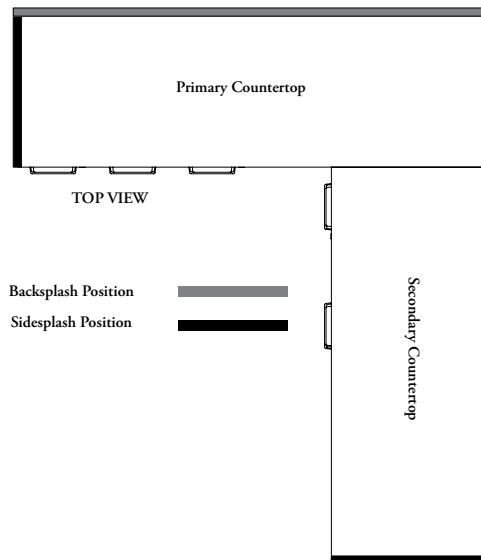 Primary Countertop
TOP VIEW
Backsplash Position
Sidesplash Position
Secondary Countertop